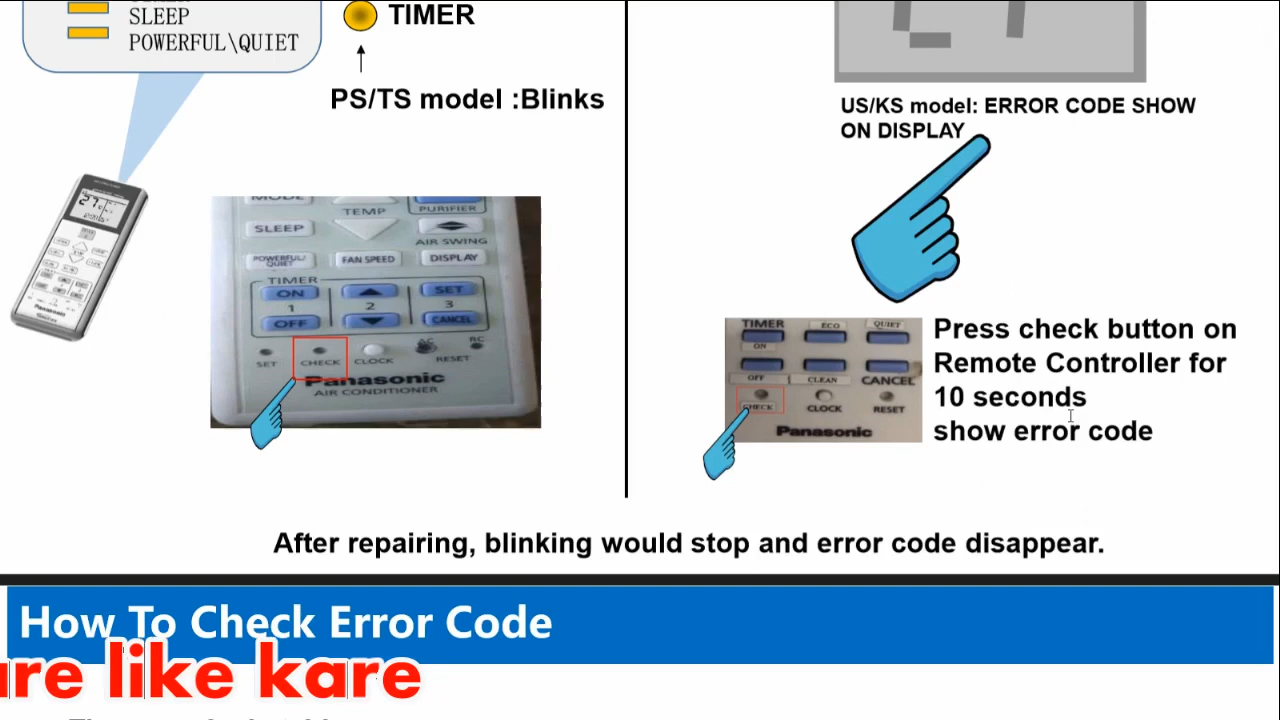 SLEEP
POWERFUL\QUIET
TIMER
PS/TS model :Blinks
MODE
TEMP
PURIFIER
SLEEP
AIR SWING
POWERFUL/
QUIET
FAN SPEED
DISPLAY
TIMER
ON
SET
1
2
3
OFF
CANCEL
SET
CHECK
CLOCK
AC
RESET
RC
Panasonic
AIR CONDITIONER
Panasonic
US/KS model: ERROR CODE SHOW
ON DISPLAY
TIMER
ECO
QUIET
ON
OFF
CLEAN
CANCEL
CHECK
CLOCK
RESET
Panasonic
Press check button on
Remote Controller for
10 seconds
show error code
After repairing, blinking would stop and error code disappear.
How To Check Error Code
like kare